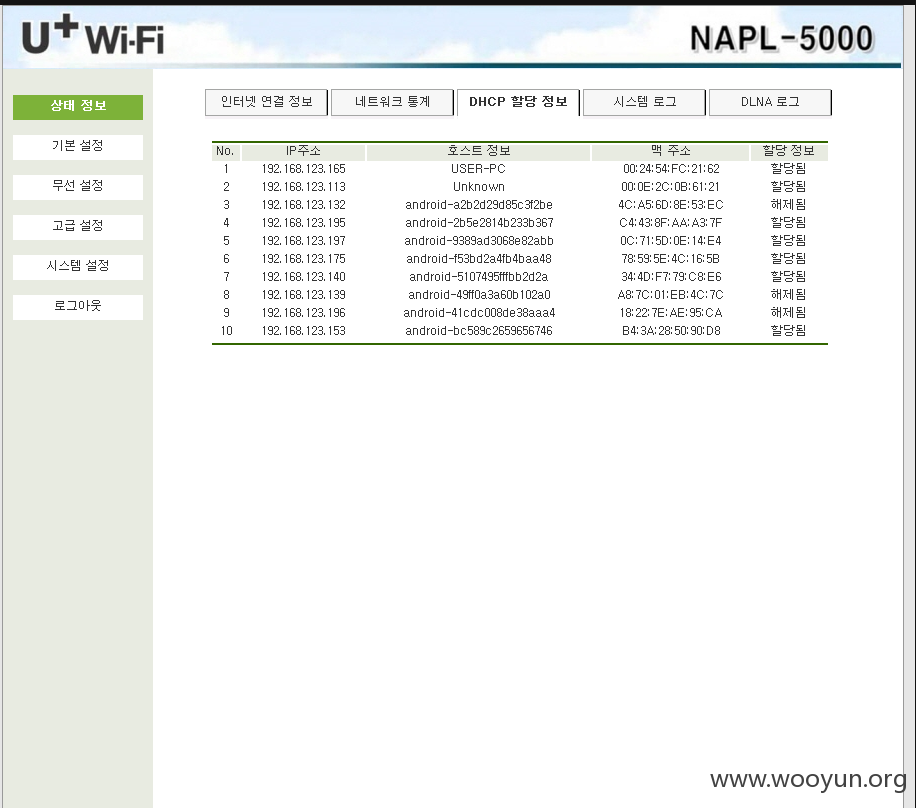 U+ Wi-Fi NAPL-5000
상태 정보
기본 설정
무선 설정
고급 설정
시스템 설정
로그아웃
인터넷 연결 정보 네트워크 통계 DHCP 할당 정보 시스템 로그 DLNA 로그
No. IP주소 호스트 정보 맥 주소 할당 정보
1 192.168.123.165 USER-PC 00:24:54:FC:21:62 할당됨
2 192.168.123.113 Unknown 00:0E:2C:0B:61:21 할당됨
3 192.168.123.132 android-a2b2d29d85c3f2be 4C:A5:6D:8E:53:EC 해제됨
4 192.168.123.195 android-2b5e2814b233b367 C4:43:8F:AA:A3:7F 할당됨
5 192.168.123.197 android-9389ad3068e82abb 0C:71:5D:0E:14:E4 할당됨
6 192.168.123.175 android-f53bd2a4fb4baa48 78:59:5E:4C:16:5B 할당됨
7 192.168.123.140 android-5107495fffbb2d2a 34:4D:F7:79:C8:E6 할당됨
8 192.168.123.139 android-49ff0a3a60b102a0 A8:7C:01:EB:4C:7C 해제됨
9 192.168.123.196 android-41cdc008de38aaa4 18:22:7E:AE:95:CA 해제됨
10 192.168.123.153 android-bc589c2659656746 B4:3A:28:50:90:D8 할당됨
www.wooyun.org